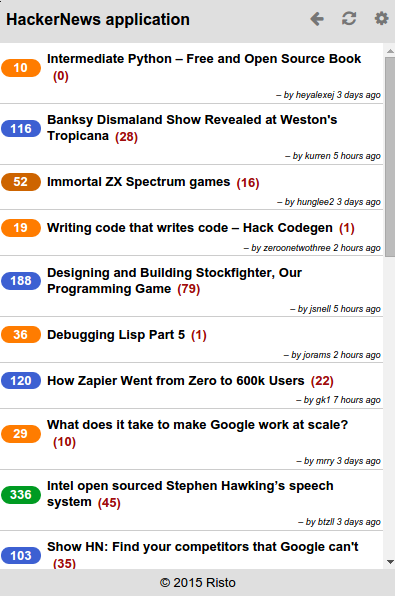 HackerNews application
10 Intermediate Python – Free and Open Source Book
(0)
– by heyalexej 3 days ago
116 Banksy Dismaland Show Revealed at Weston's
Tropicana (28)
– by kurren 5 hours ago
52 Immortal ZX Spectrum games (16)
– by hunglee2 3 days ago
19 Writing code that writes code – Hack Codegen (1)
– by zeroonetwothree 2 hours ago
188 Designing and Building Stockfighter, Our
Programming Game (79)
– by jsnell 5 hours ago
36 Debugging Lisp Part 5 (1)
– by jorams 2 hours ago
120 How Zapier Went from Zero to 600k Users (22)
– by gk1 7 hours ago
29 What does it take to make Google work at scale?
(10)
– by mrry 3 days ago
336 Intel open sourced Stephen Hawking’s speech
system (45)
– by btzll 3 days ago
103 Show HN: Find your competitors that Google can't
(35)
© 2015 Risto